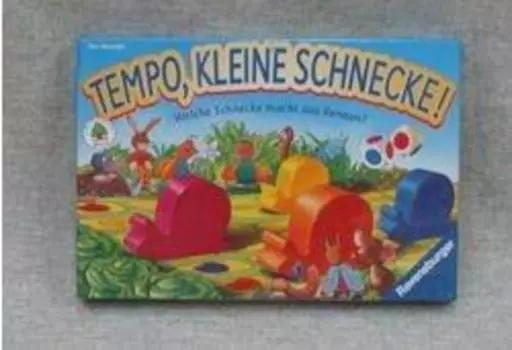 TEMPO, KLEINE SCHNECKE!
Welche Schnecke macht das Rennen?
Ravensburger